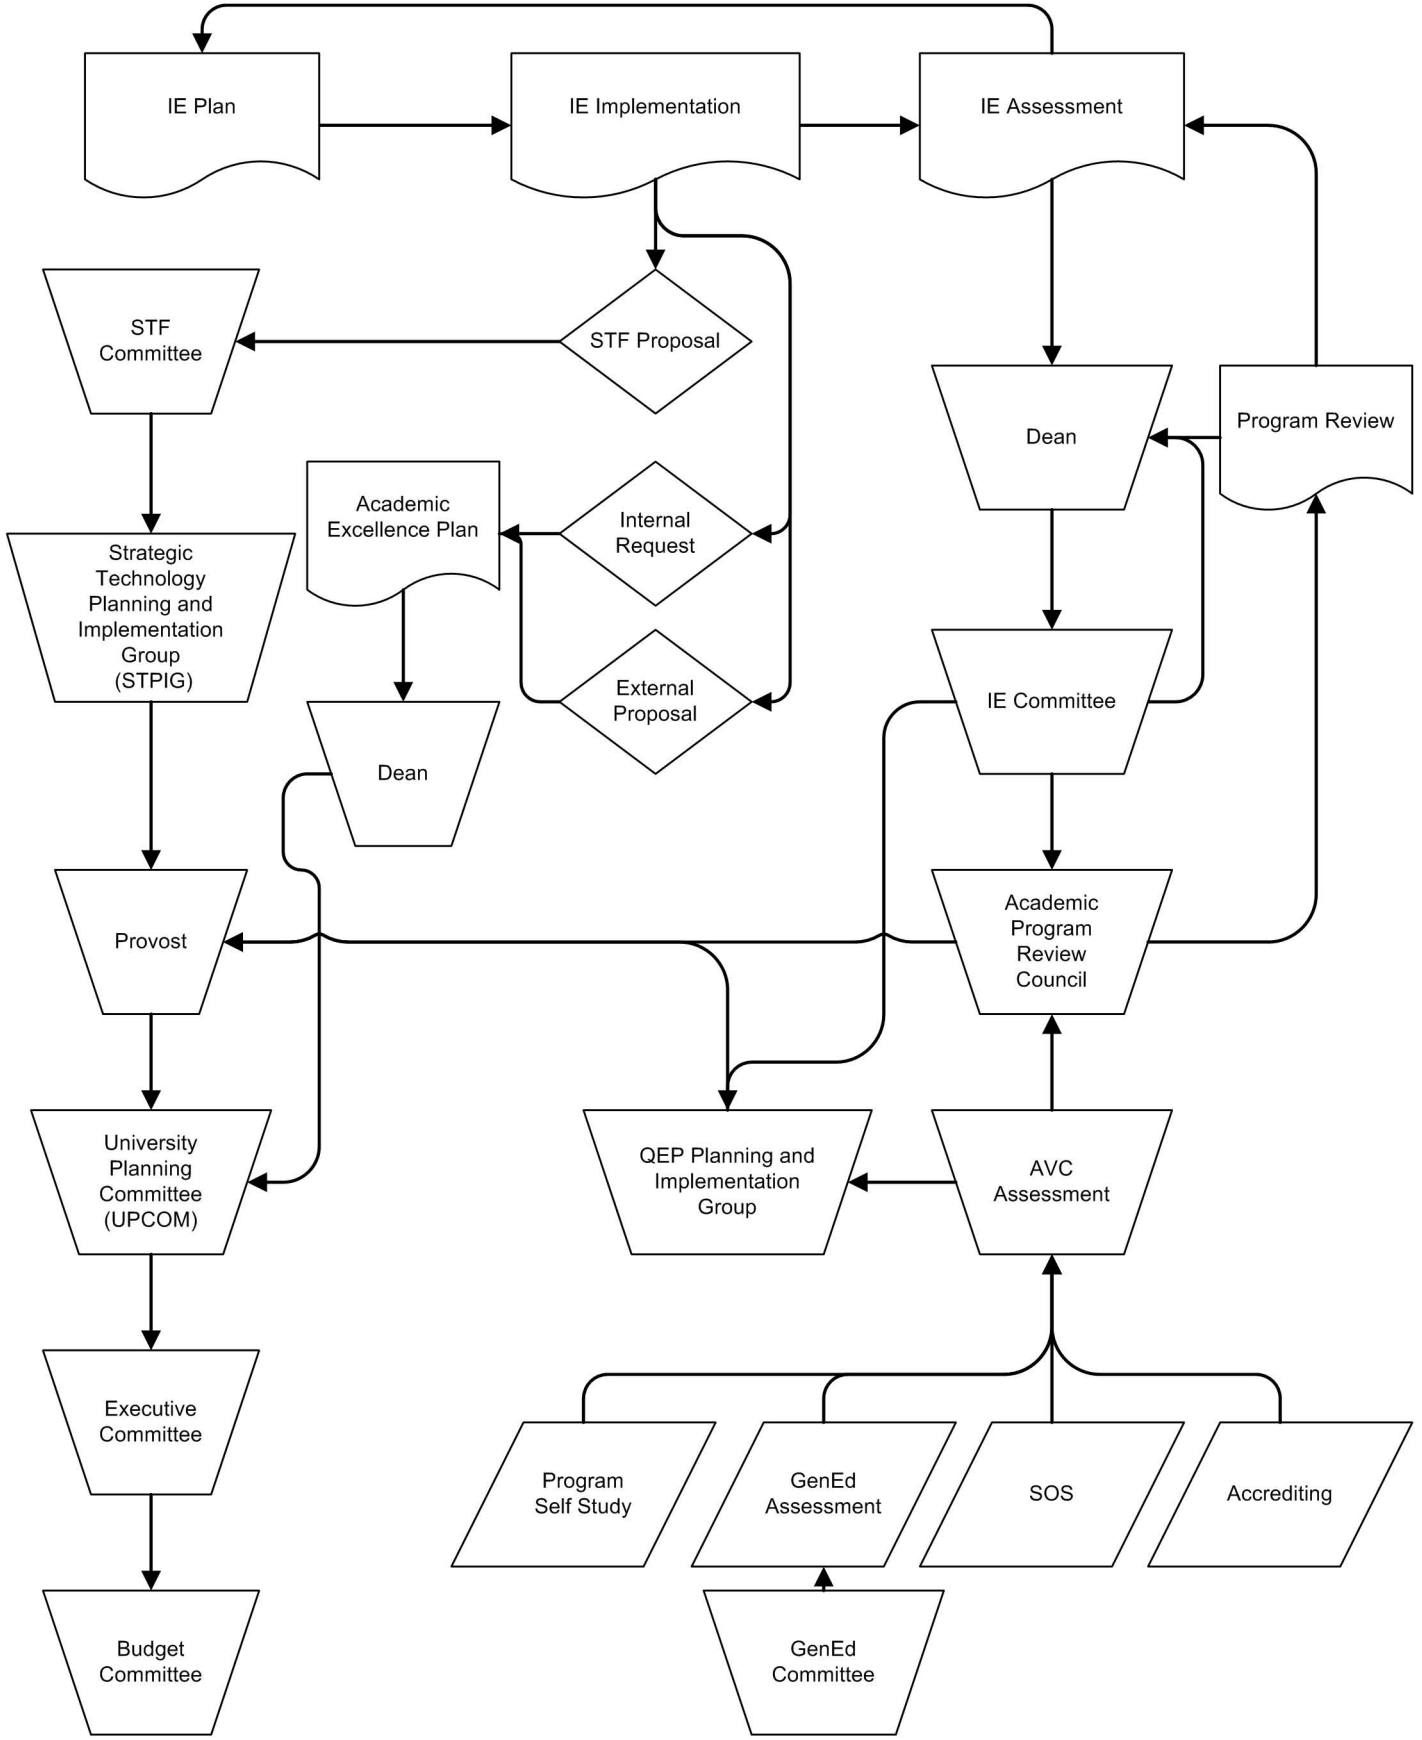 IE Plan
IE Implementation
IE Assessment
STF
Committee
STF Proposal
Dean
Program Review
Academic
Excellence Plan
Internal
Request
Strategic
Technology
Planning and
Implementation
Group
(STPIG)
External
Proposal
IE Committee
Dean
Provost
Academic
Program
Review
Council
University
Planning
Committee
(UPCOM)
QEP Planning and
Implementation
Group
AVC
Assessment
Executive
Committee
Program
Self Study
GenEd
Assessment
SOS
Accrediting
Budget
Committee
GenEd
Committee